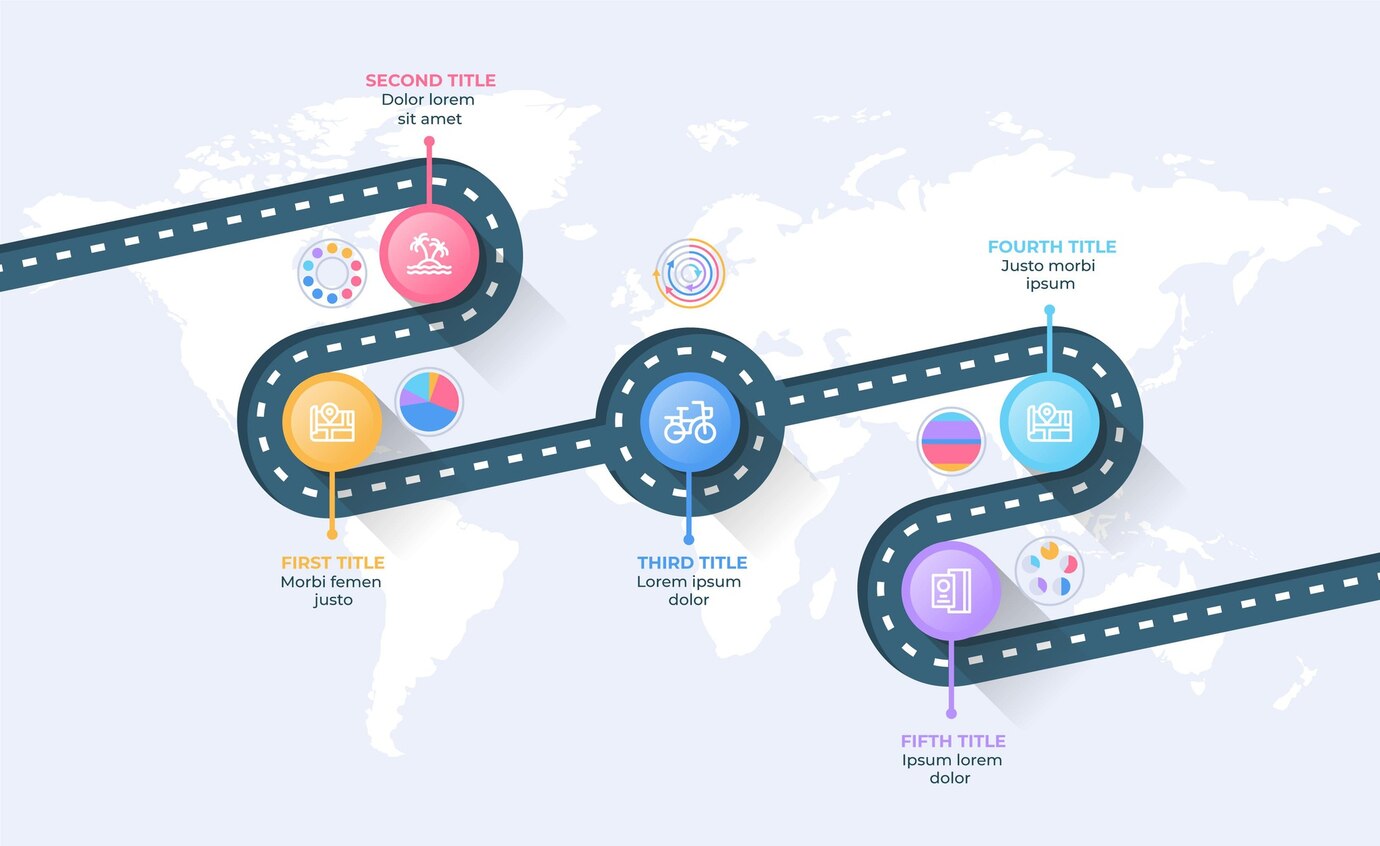 SECOND TITLE
Dolor lorem
sit amet
FOURTH TITLE
Justo morbi
ipsum
FIRST TITLE
Morbi femen
justo
THIRD TITLE
Lorem ipsum
dolor
FIFTH TITLE
Ipsum lorem
dolor